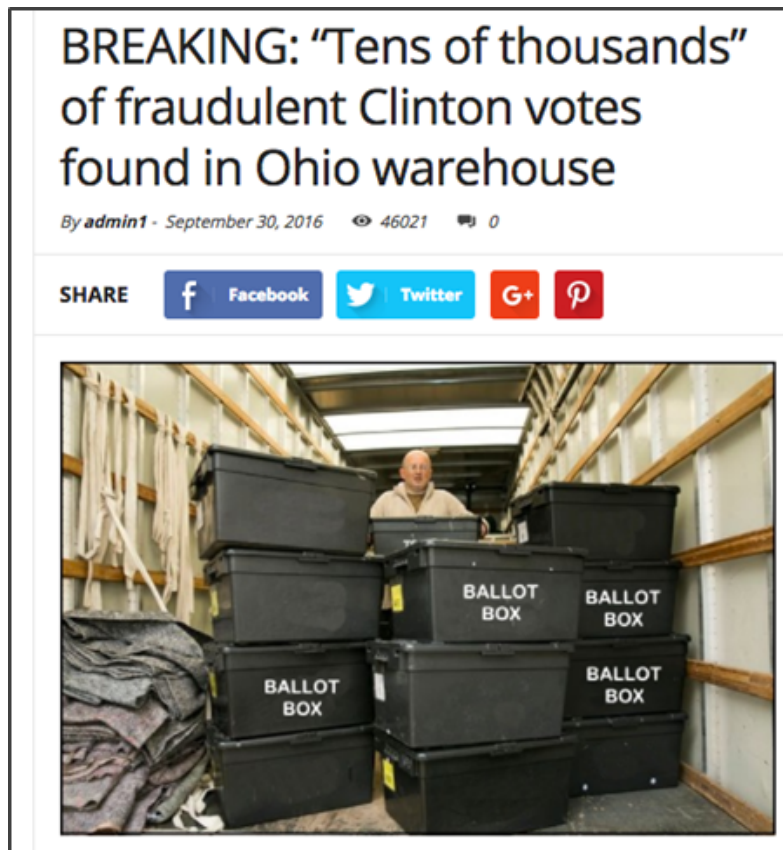 BREAKING: “Tens of thousands”
of fraudulent Clinton votes
found in Ohio warehouse
By admin1 - September 30, 2016 46021 0
SHARE f Facebook Twitter G+
BALLOT
BOX
BALLOT
BOX
BALLOT
BOX
BALLOT
BOX